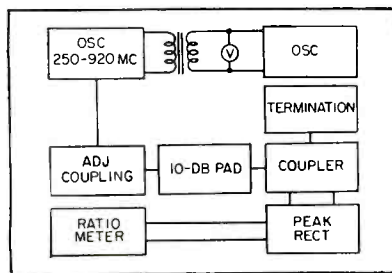 OSC
250-920 MC
V
OSC
TERMINATION
ADJ
COUPLING
10-DB PAD
COUPLER
RATIO
METER
PEAK
RECT